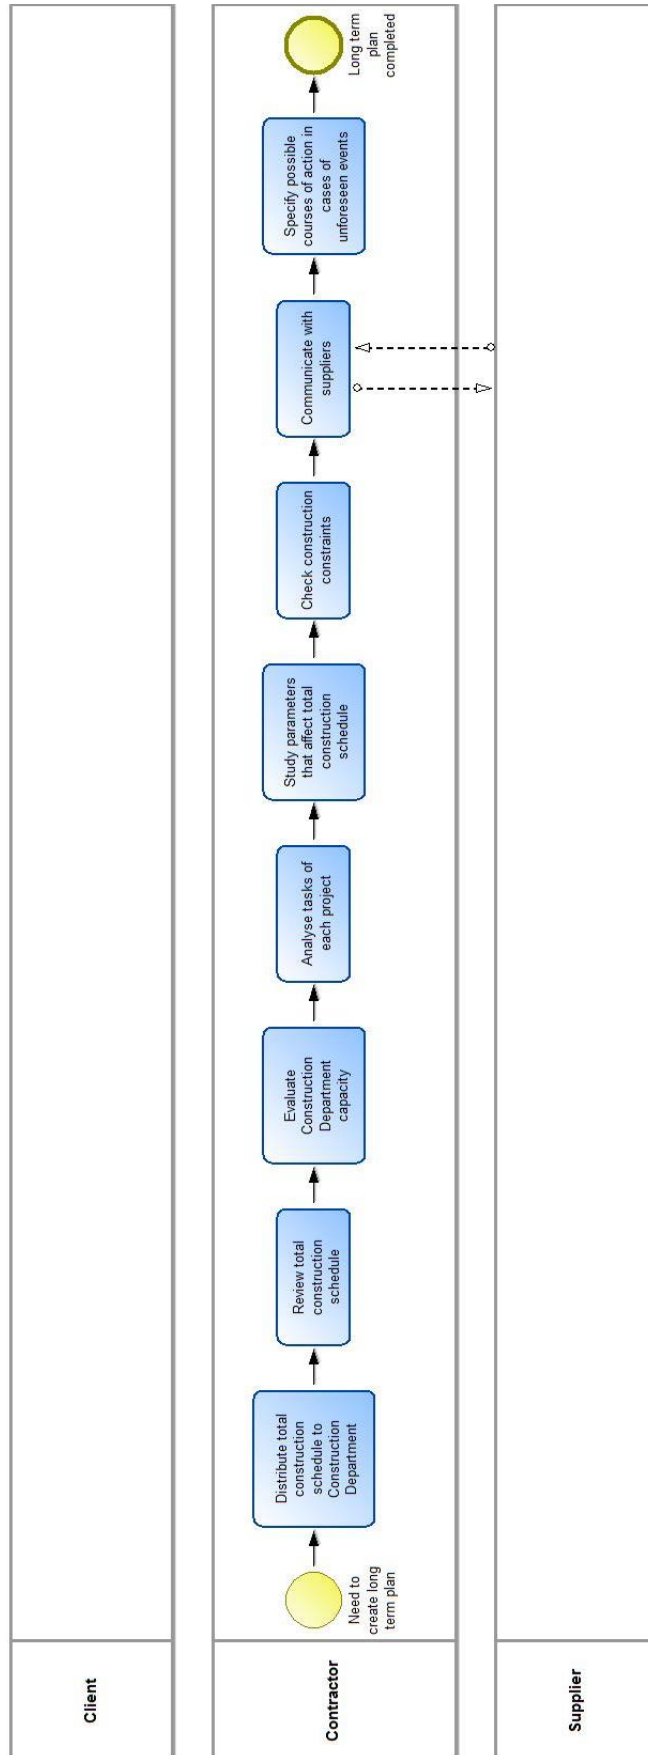 Client
Contractor
Supplier
Need to
create long
term plan
Distribute total
construction
schedule to
Construction
Department
Review total
construction
schedule
Evaluate
Construction
Department
capacity
Analyse tasks of
each project
Study parameters
that affect total
construction
schedule
Check construction
constraints
Communicate with
suppliers
Specify possible
courses of action in
cases of
unforeseen events
Long term
plan
completed